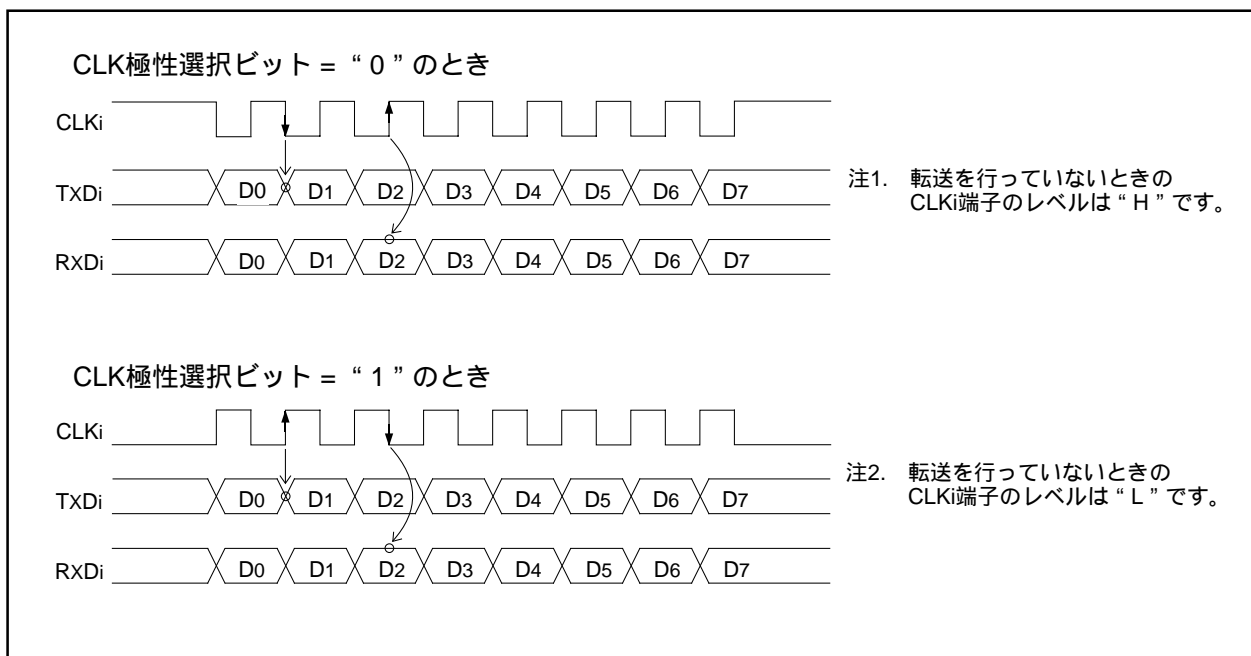 CLK極性選択ビット = “ 0 ” のとき
CLKi
TXDi D0 D1 D2 D3 D4 D5 D6 D7
RXDi D0 D1 D2 D3 D4 D5 D6 D7
注1. 転送を行っていないときの
CLKi端子のレベルは “ H ” です。
CLK極性選択ビット = “ 1 ” のとき
CLKi
TXDi D0 D1 D2 D3 D4 D5 D6 D7
RXDi D0 D1 D2 D3 D4 D5 D6 D7
注2. 転送を行っていないときの
CLKi端子のレベルは “ L ” です。